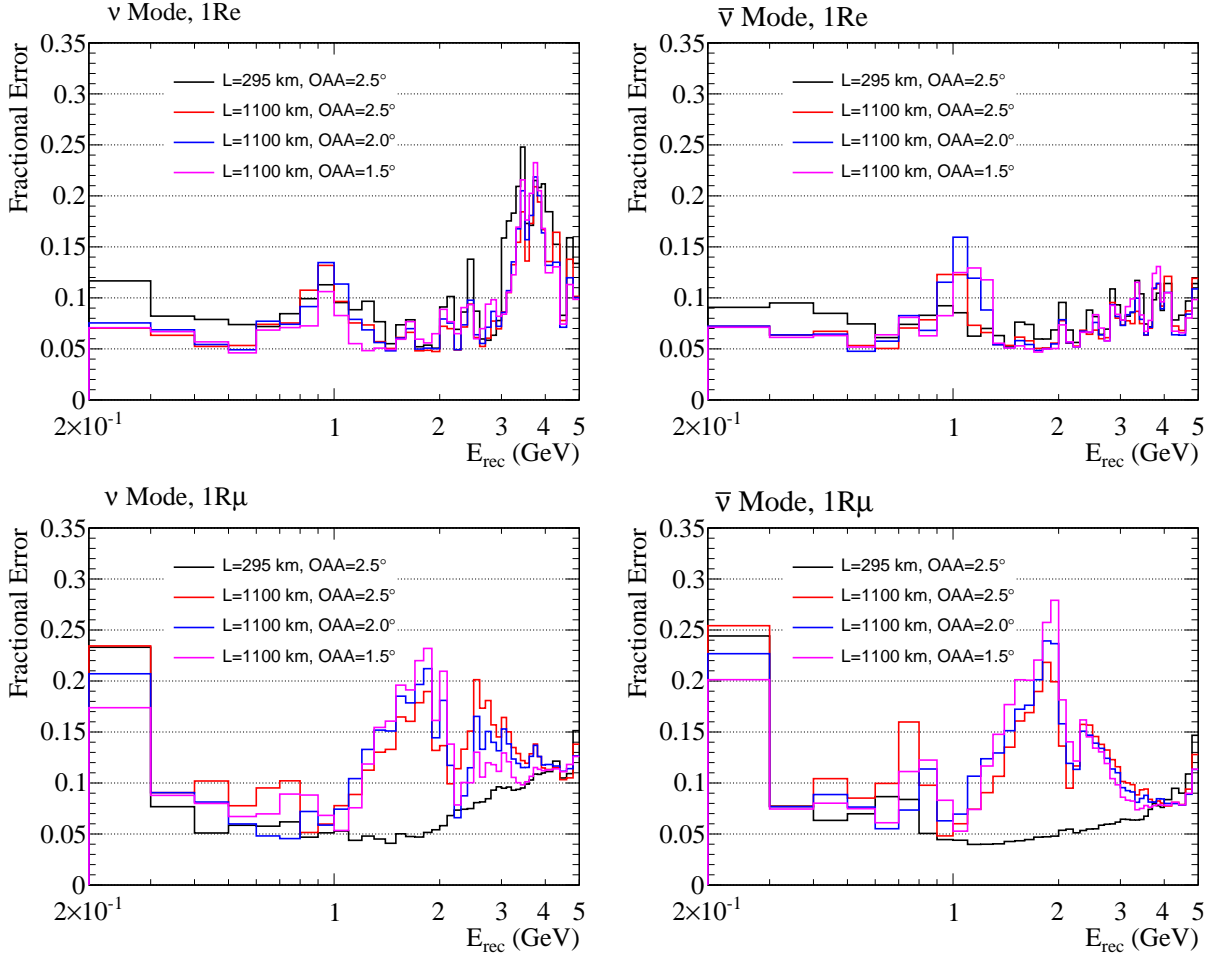 ν Mode, 1Re
0.35
0.3
0.25
0.2
0.15
0.1
0.05
0
Fractional Error
L=295 km, OAA=2.5°
L=1100 km, OAA=2.5°
L=1100 km, OAA=2.0°
L=1100 km, OAA=1.5°
2×10⁻¹ 1 2 3 4 5
E_rec (GeV)
ν̅ Mode, 1Re
0.35
0.3
0.25
0.2
0.15
0.1
0.05
0
Fractional Error
L=295 km, OAA=2.5°
L=1100 km, OAA=2.5°
L=1100 km, OAA=2.0°
L=1100 km, OAA=1.5°
2×10⁻¹ 1 2 3 4 5
E_rec (GeV)
ν Mode, 1Rμ
0.35
0.3
0.25
0.2
0.15
0.1
0.05
0
Fractional Error
L=295 km, OAA=2.5°
L=1100 km, OAA=2.5°
L=1100 km, OAA=2.0°
L=1100 km, OAA=1.5°
2×10⁻¹ 1 2 3 4 5
E_rec (GeV)
ν̅ Mode, 1Rμ
0.35
0.3
0.25
0.2
0.15
0.1
0.05
0
Fractional Error
L=295 km, OAA=2.5°
L=1100 km, OAA=2.5°
L=1100 km, OAA=2.0°
L=1100 km, OAA=1.5°
2×10⁻¹ 1 2 3 4 5
E_rec (GeV)